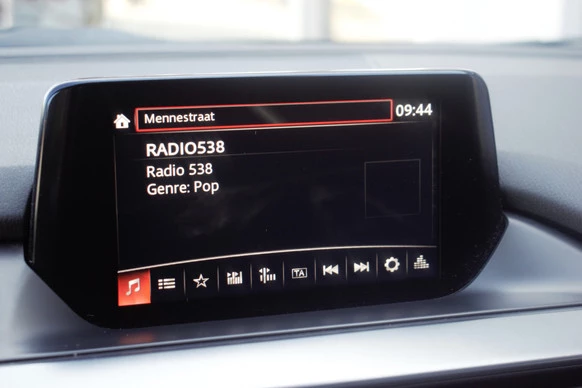 Mennestraat
09:44
RADIO538
Radio 538
Genre: Pop
TA